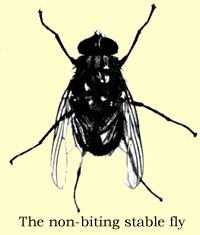 The non-biting stable fly